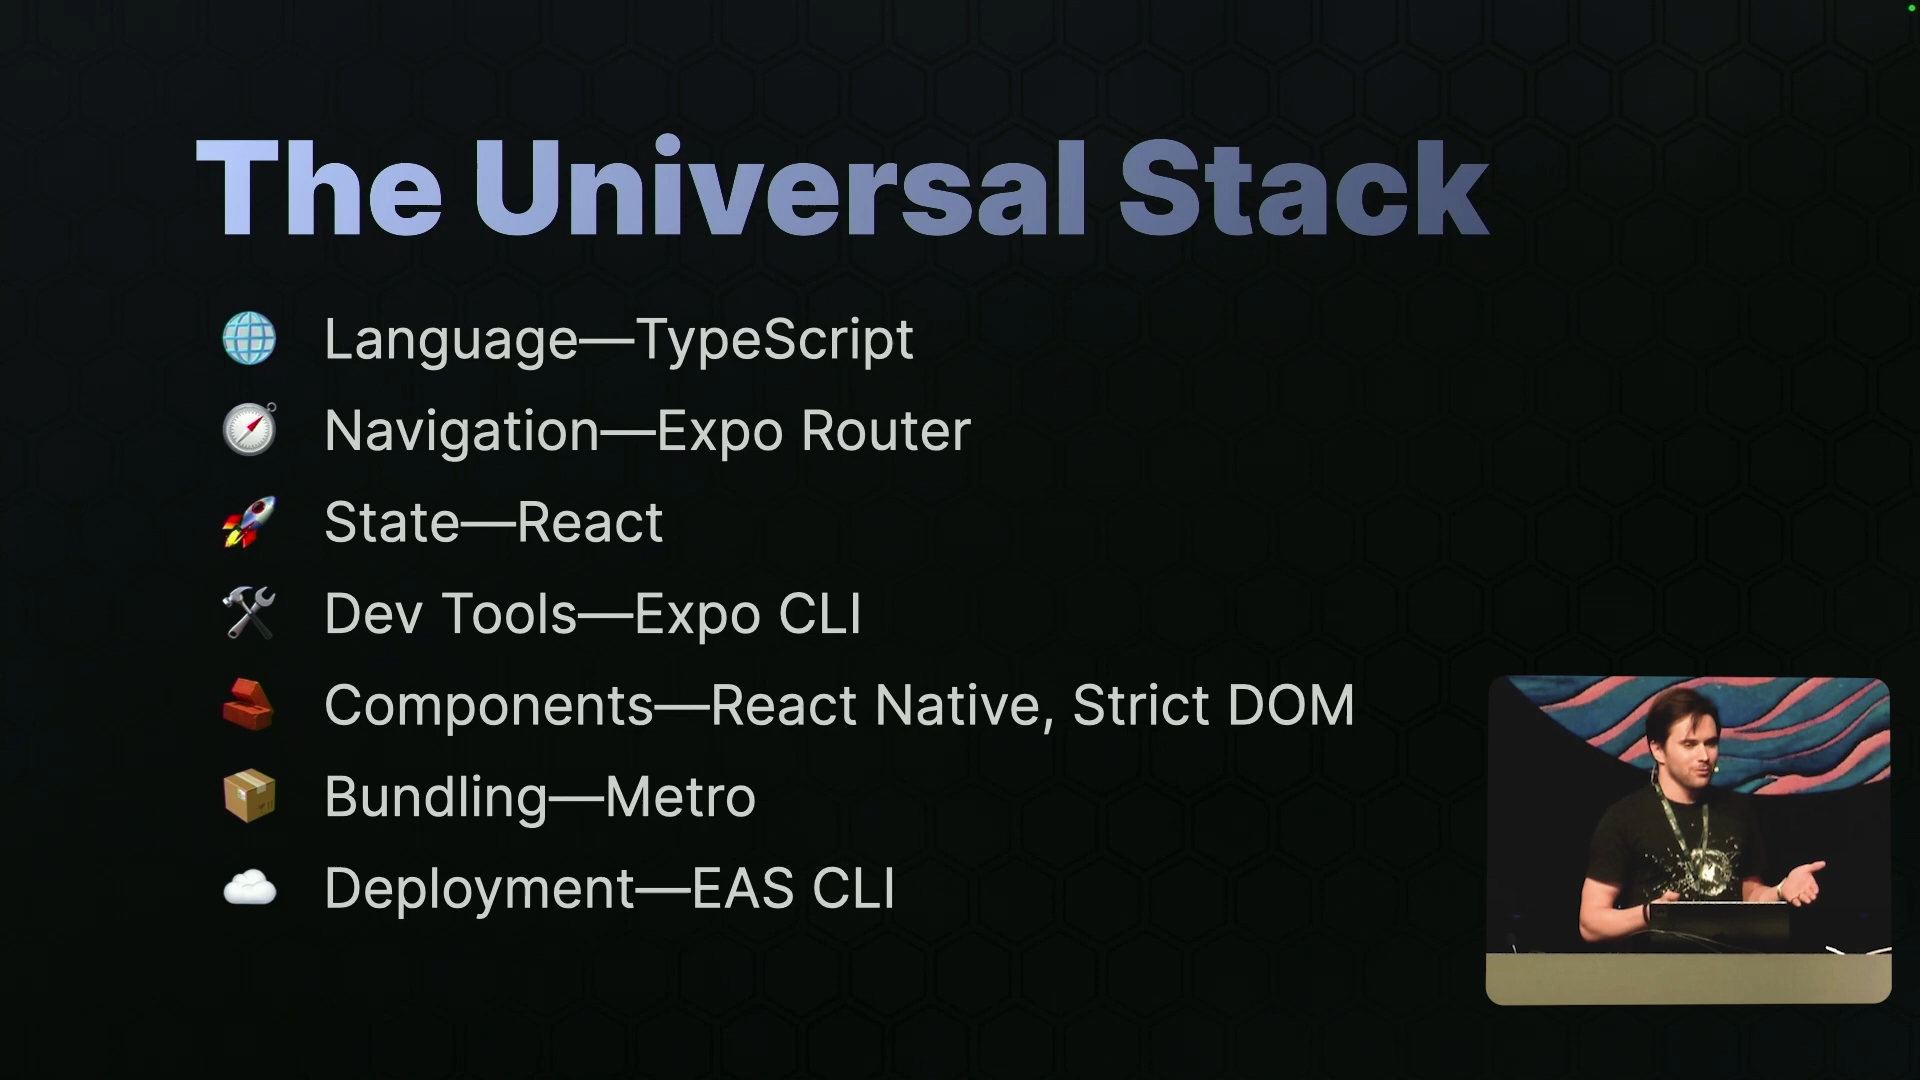 The Universal Stack
Language—TypeScript
Navigation—Expo Router
State—React
Dev Tools—Expo CLI
Components—React Native, Strict DOM
Bundling—Metro
Deployment—EAS CLI